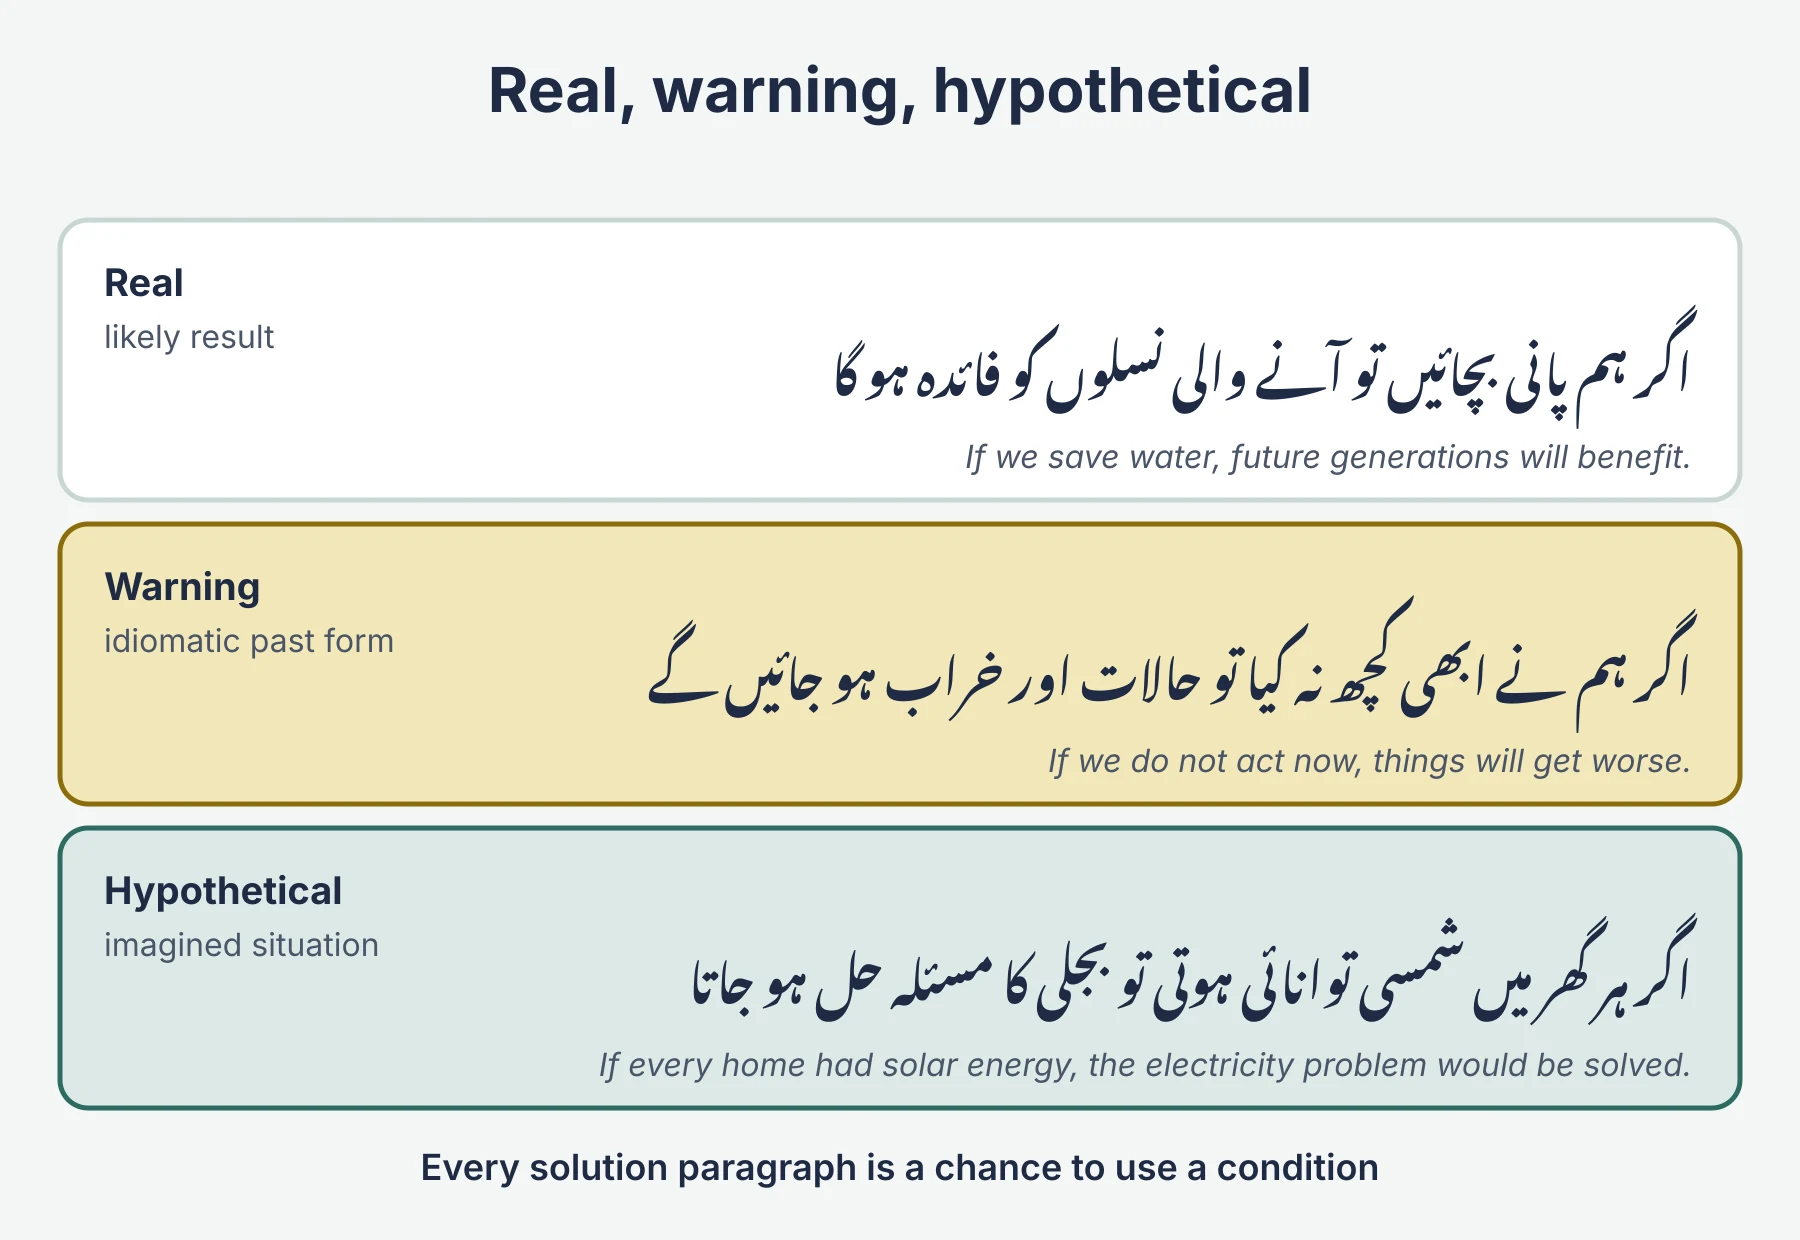 Real, warning, hypothetical
Real
likely result
اگر ہم پانی بچائیں تو آنے والی نسلوں کو فائدہ ہو گا
If we save water, future generations will benefit.
Warning
idiomatic past form
اگر ہم نے ابھی کچھ نہ کیا تو حالات اور خراب ہو جائیں گے
If we do not act now, things will get worse.
Hypothetical
imagined situation
اگر ہر گھر میں شمسی توانائی ہوتی تو بجلی کا مسئلہ حل ہو جاتا
If every home had solar energy, the electricity problem would be solved.
Every solution paragraph is a chance to use a condition